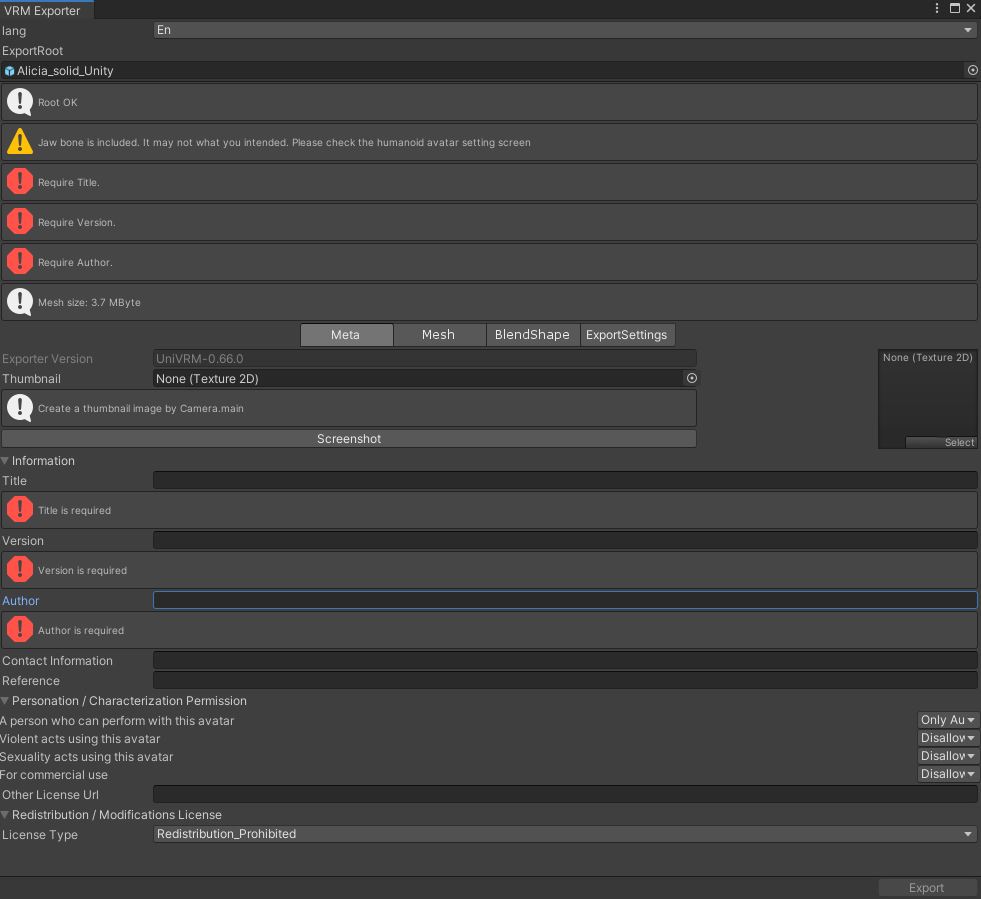 VRM Exporter
lang En
ExportRoot
Alicia_solid_Unity
Root OK
Jaw bone is included. It may not what you intended. Please check the humanoid avatar setting screen
Require Title.
Require Version.
Require Author.
Mesh size: 3.7 MByte
Meta Mesh BlendShape ExportSettings
Exporter Version UniVRM-0.66.0
None (Texture 2D)
Thumbnail None (Texture 2D)
Create a thumbnail image by Camera.main
Screenshot
Select
Information
Title
Title is required
Version
Version is required
Author
Author is required
Contact Information
Reference
Personation / Characterization Permission
A person who can perform with this avatar Only Au
Violent acts using this avatar Disallow
Sexuality acts using this avatar Disallow
For commercial use Disallow
Other License Url
Redistribution / Modifications License
License Type Redistribution_Prohibited
Export